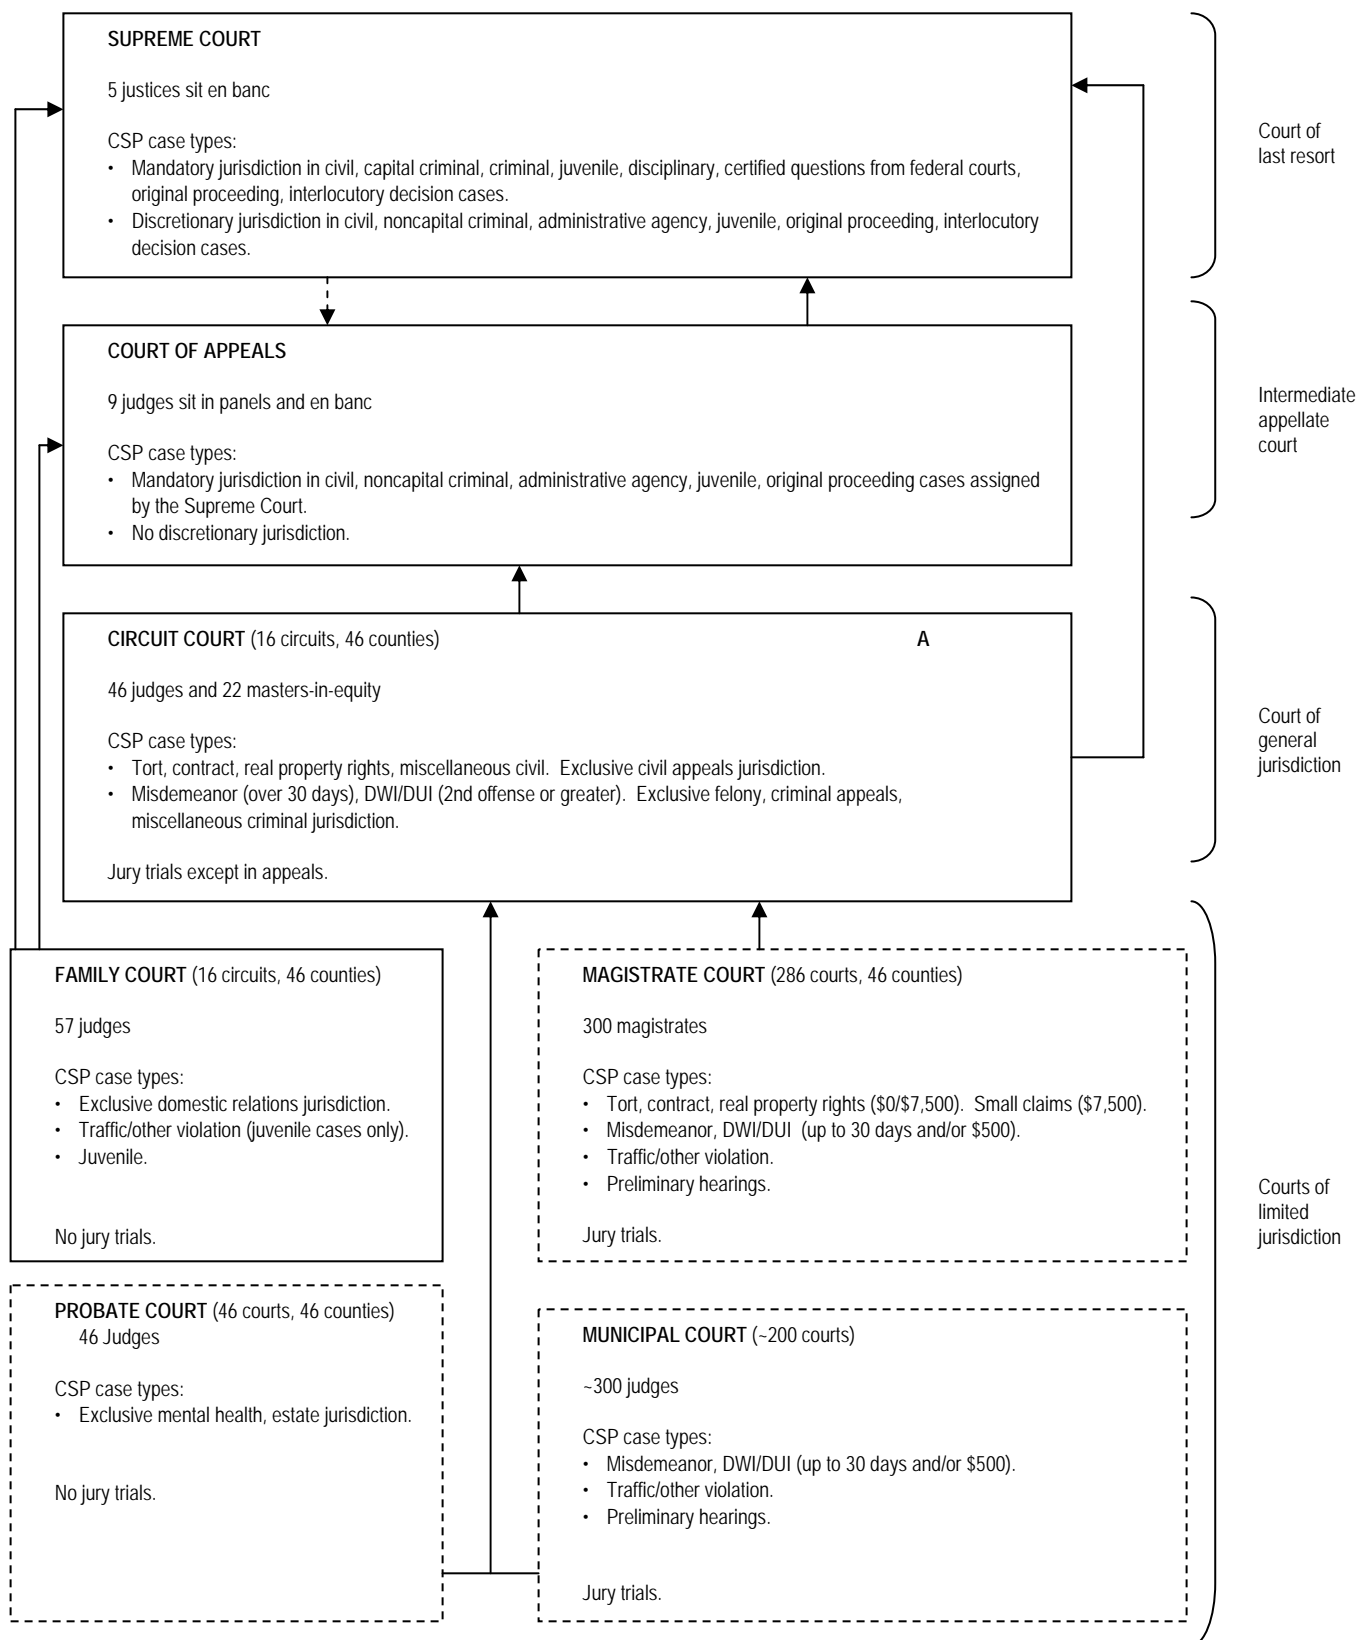 SUPREME COURT
5 justices sit en banc
CSP case types:
• Mandatory jurisdiction in civil, capital criminal, criminal, juvenile, disciplinary, certified questions from federal courts,
original proceeding, interlocutory decision cases.
• Discretionary jurisdiction in civil, noncapital criminal, administrative agency, juvenile, original proceeding, interlocutory
decision cases.
Court of
last resort
COURT OF APPEALS
9 judges sit in panels and en banc
CSP case types:
• Mandatory jurisdiction in civil, noncapital criminal, administrative agency, juvenile, original proceeding cases assigned
by the Supreme Court.
• No discretionary jurisdiction.
Intermediate
appellate
court
CIRCUIT COURT (16 circuits, 46 counties) A
46 judges and 22 masters-in-equity
CSP case types:
• Tort, contract, real property rights, miscellaneous civil. Exclusive civil appeals jurisdiction.
• Misdemeanor (over 30 days), DWI/DUI (2nd offense or greater). Exclusive felony, criminal appeals,
miscellaneous criminal jurisdiction.
Jury trials except in appeals.
Court of
general
jurisdiction
FAMILY COURT (16 circuits, 46 counties)
57 judges
CSP case types:
• Exclusive domestic relations jurisdiction.
• Traffic/other violation (juvenile cases only).
• Juvenile.
No jury trials.
MAGISTRATE COURT (286 courts, 46 counties)
300 magistrates
CSP case types:
• Tort, contract, real property rights ($0/$7,500). Small claims ($7,500).
• Misdemeanor, DWI/DUI (up to 30 days and/or $500).
• Traffic/other violation.
• Preliminary hearings.
Jury trials.
Courts of
limited
jurisdiction
PROBATE COURT (46 courts, 46 counties)
46 Judges
CSP case types:
• Exclusive mental health, estate jurisdiction.
No jury trials.
MUNICIPAL COURT (~200 courts)
~300 judges
CSP case types:
• Misdemeanor, DWI/DUI (up to 30 days and/or $500).
• Traffic/other violation.
• Preliminary hearings.
Jury trials.